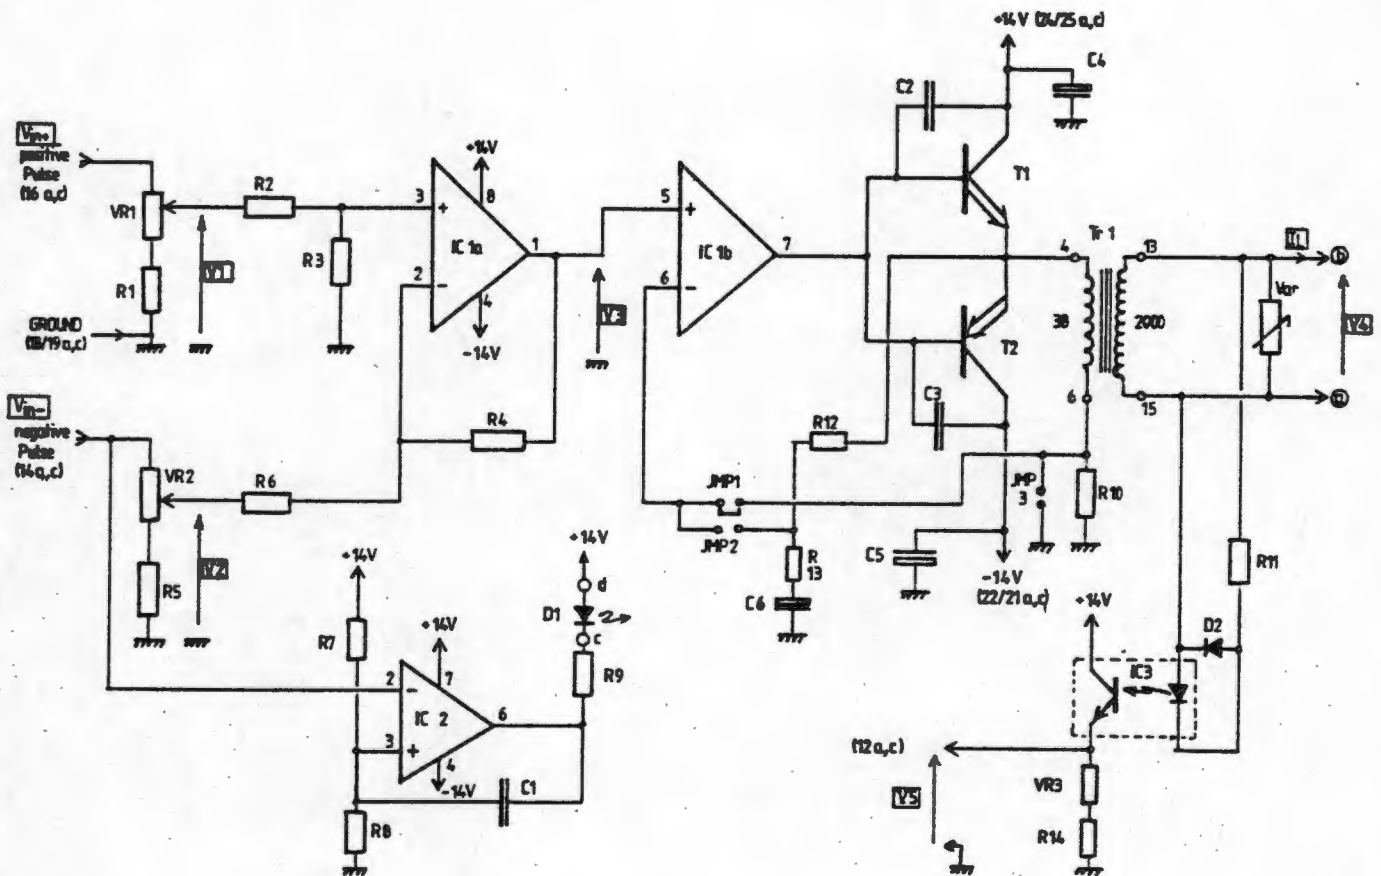 +14V (24/25 a,c)
C4
C2
Vin+
positive
Pulse
(16 a,c)
+14V
T1
R2
3
+
8
5
+
VR1
IC 1a
1
IC 1b
7
4
Tr 1
13
I1
b
R3
V1
2
-
6
-
V3
Var
V4
R1
4
38
2000
GROUND
(18/19 a,c)
-14V
T2
6
15
a
Vin-
R4
R12
C3
negative
Pulse
(14 a,c)
VR2
R6
JMP1
JMP
3
R10
JMP2
V2
+14V
+14V
C5
R5
d
R
13
-14V
(22/21 a,c)
R11
D1
C6
+14V
R7
+14V
c
D2
7
R9
IC3
2
-
IC 2
6
3
+
(12 a,c)
4
-14V
C1
VR3
V5
R8
R14